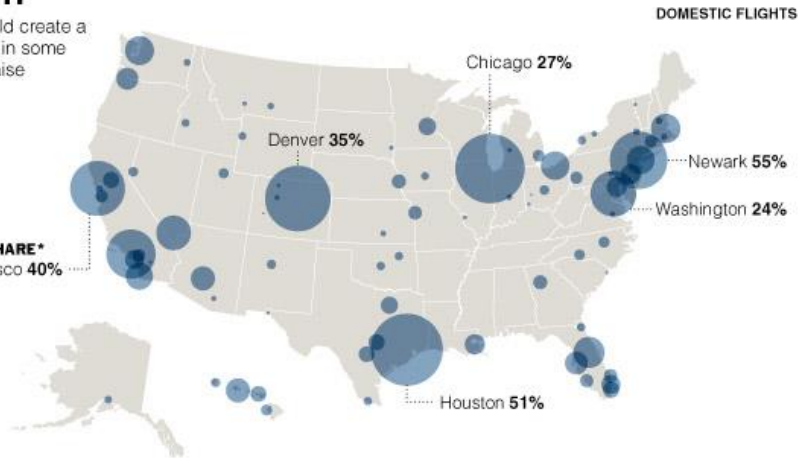 DOMESTIC FLIGHTS
ld create a
in some
ise
Chicago 27%
Denver 35%
Newark 55%
Washington 24%
HARE*
sco 40%
Houston 51%